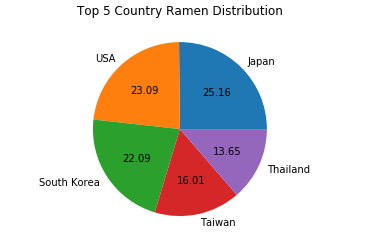 Top 5 Country Ramen Distribution
USA
Japan
23.09
25.16
22.09
13.65
South Korea
16.01
Thailand
Taiwan